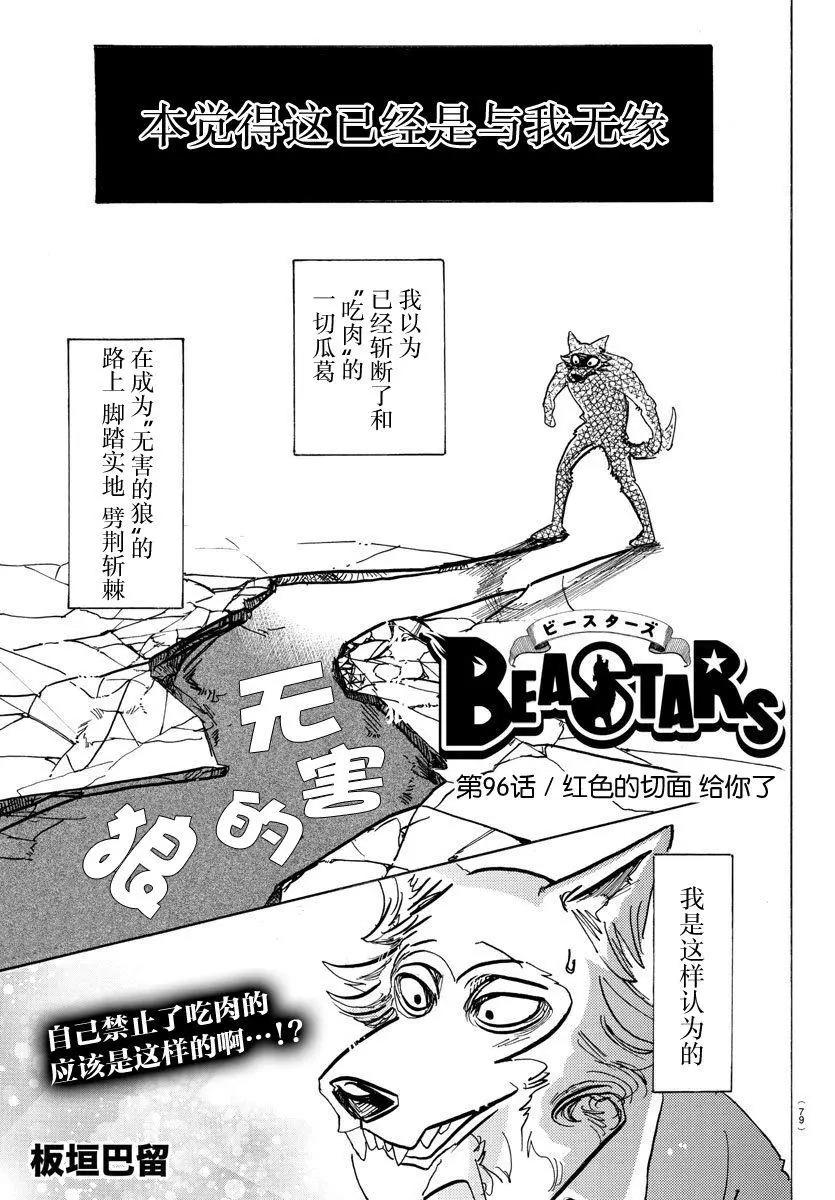 本觉得这已经是与我无缘
我以为
已经斩断了和
"吃肉"的
一切瓜葛
在成为"无害的狼"的
路上 脚踏实地 劈荆斩棘
ビースターズ
BEASTARS
第96话 / 红色的切面 给你了
无害的狼
我是这样认为的
自己禁止了吃肉的
应该是这样的啊…!?
板垣巴留
(79)